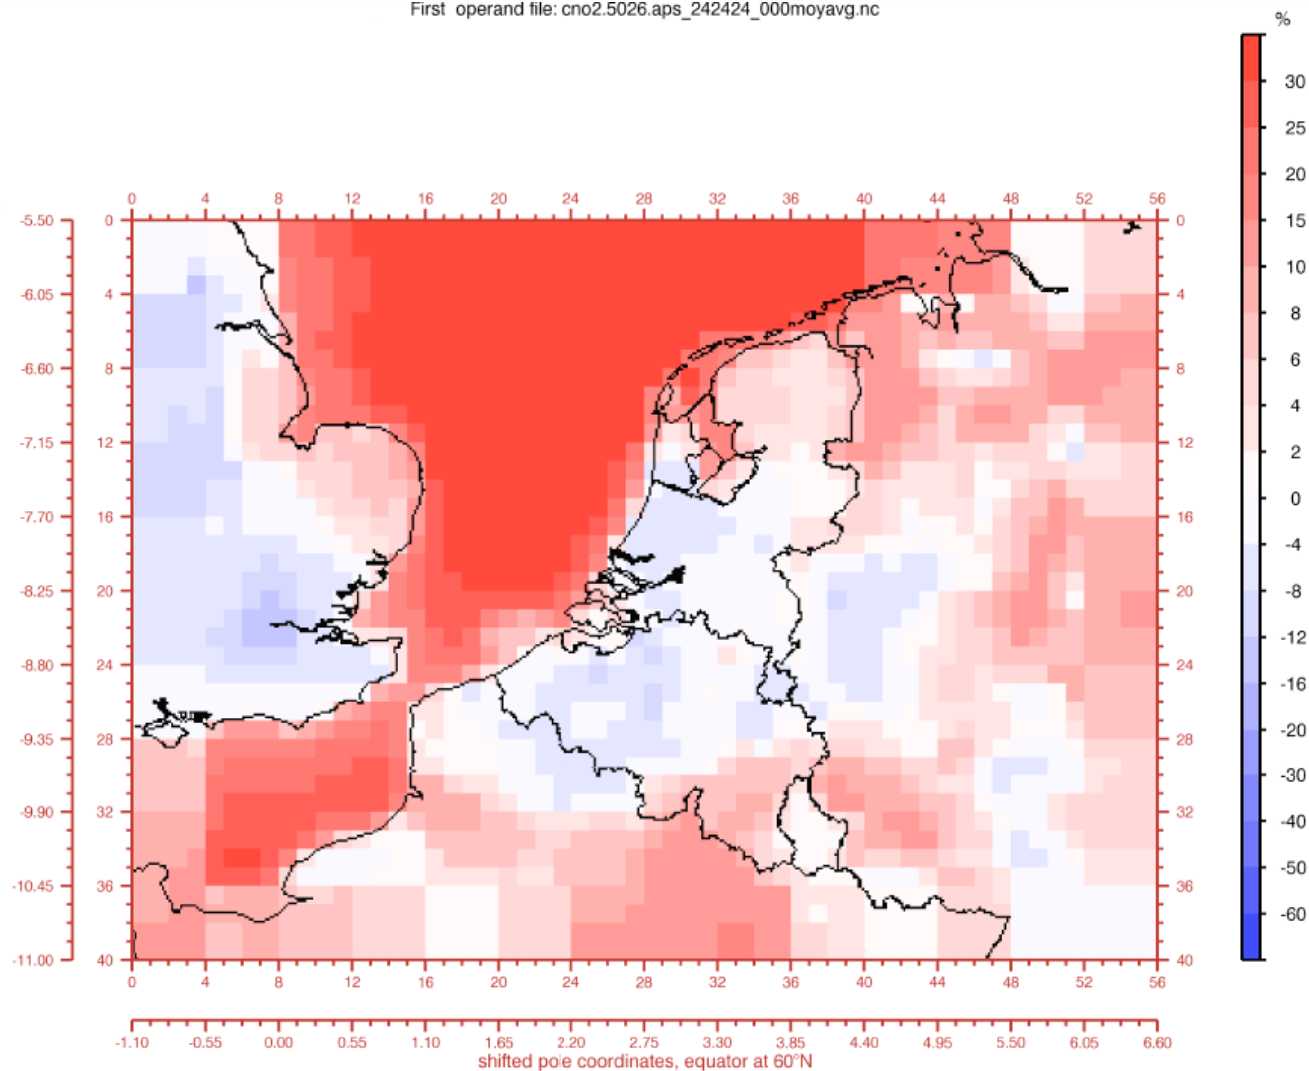 First operand file: cno2.5026.aps_242424_000moyavg.nc
%
0 4 8 12 16 20 24 28 32 36 40 44 48 52 56
-5.50 0 0
-6.05 4 4
-6.60 8 8
-7.15 12 12
-7.70 16 16
-8.25 20 20
-8.80 24 24
-9.35 28 28
-9.90 32 32
-10.45 36 36
-11.00 40 40
0 4 8 12 16 20 24 28 32 36 40 44 48 52 56
-1.10 -0.55 0.00 0.55 1.10 1.65 2.20 2.75 3.30 3.85 4.40 4.95 5.50 6.05 6.60
shifted pole coordinates, equator at 60°N
30
25
20
15
10
8
6
4
2
0
-4
-8
-12
-16
-20
-30
-40
-50
-60